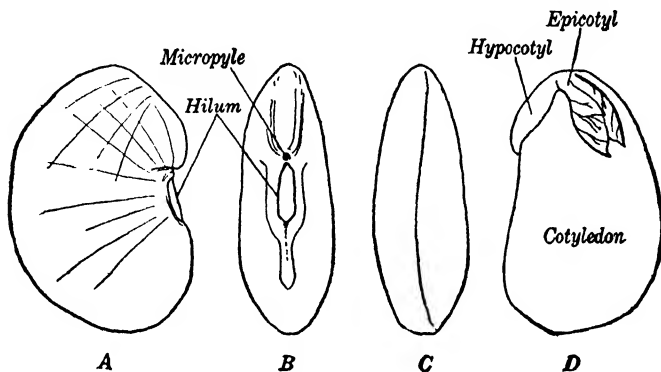 Epicotyl
Hypocotyl
Micropyle
Hilum
Cotyledon
A B C D